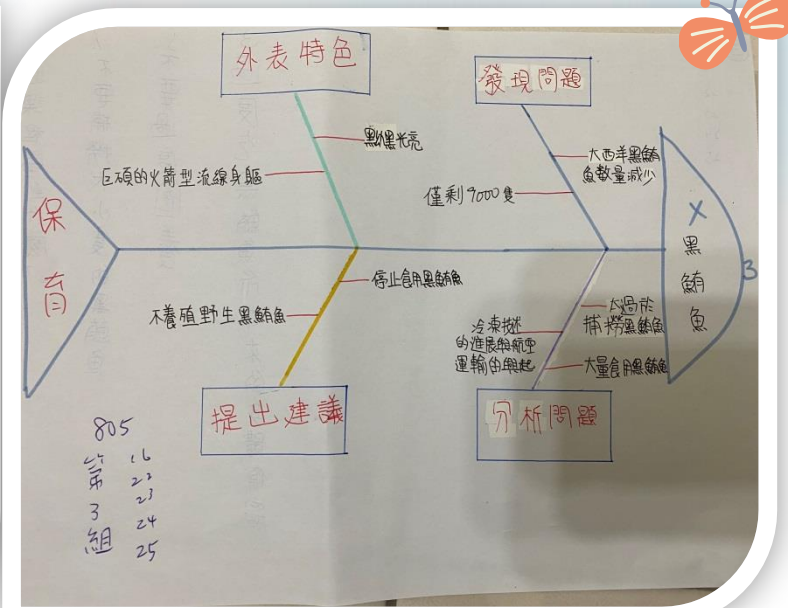 外表特色
黝黑光亮
巨碩的火箭型流線身軀
發現問題
大西洋黑鮪
魚數量減少
僅剩9000隻
保
育
黑
鮪
魚
3
停止食用黑鮪魚
不養殖野生黑鮪魚
提出建議
太過於
捕撈黑鮪魚
大量食用黑鮪魚
冷凍技術
的進展與航空
運輸的興起
分析問題
805
第
3
組
16
22
23
24
25